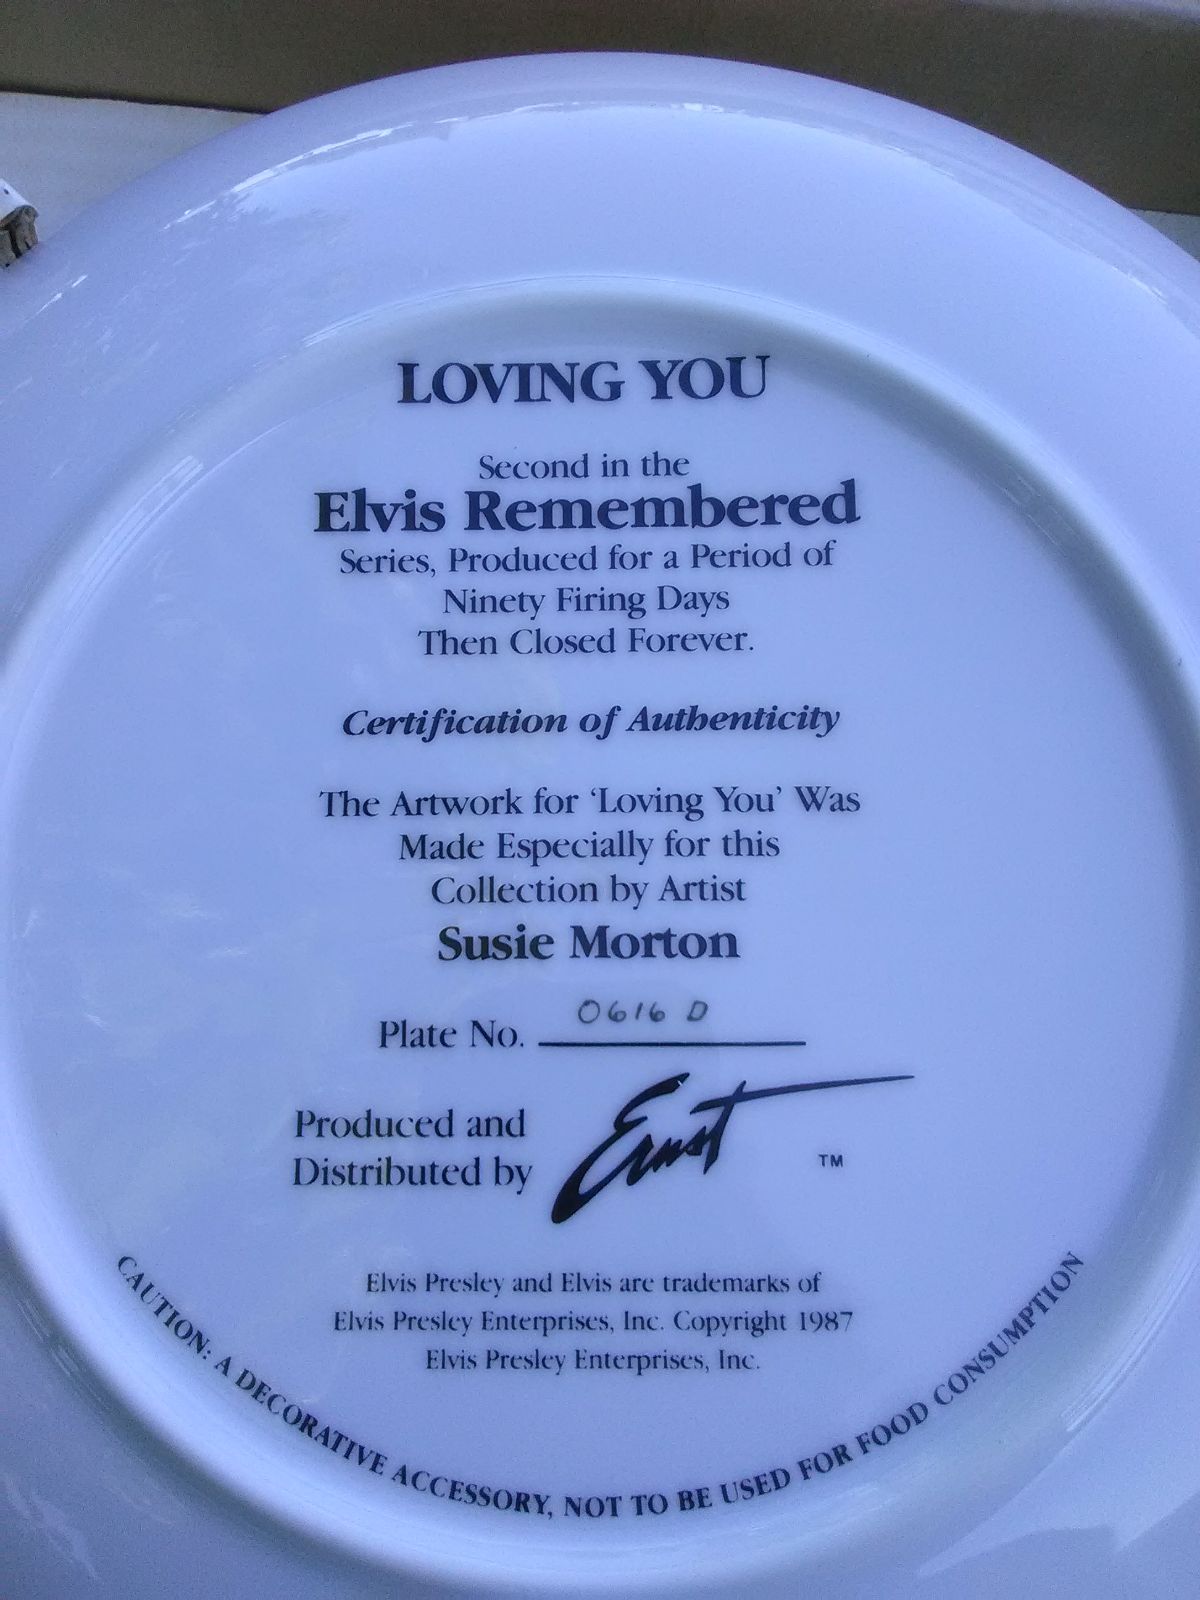 LOVING YOU
Second in the
Elvis Remembered
Series, Produced for a Period of
Ninety Firing Days
Then Closed Forever.
Certification of Authenticity
The Artwork for 'Loving You' Was
Made Especially for this
Collection by Artist
Susie Morton
Plate No. 0616 D
Produced and
Distributed by Ernst TM
Elvis Presley and Elvis are trademarks of
Elvis Presley Enterprises, Inc. Copyright 1987
Elvis Presley Enterprises, Inc.
CAUTION: A DECORATIVE ACCESSORY, NOT TO BE USED FOR FOOD CONSUMPTION